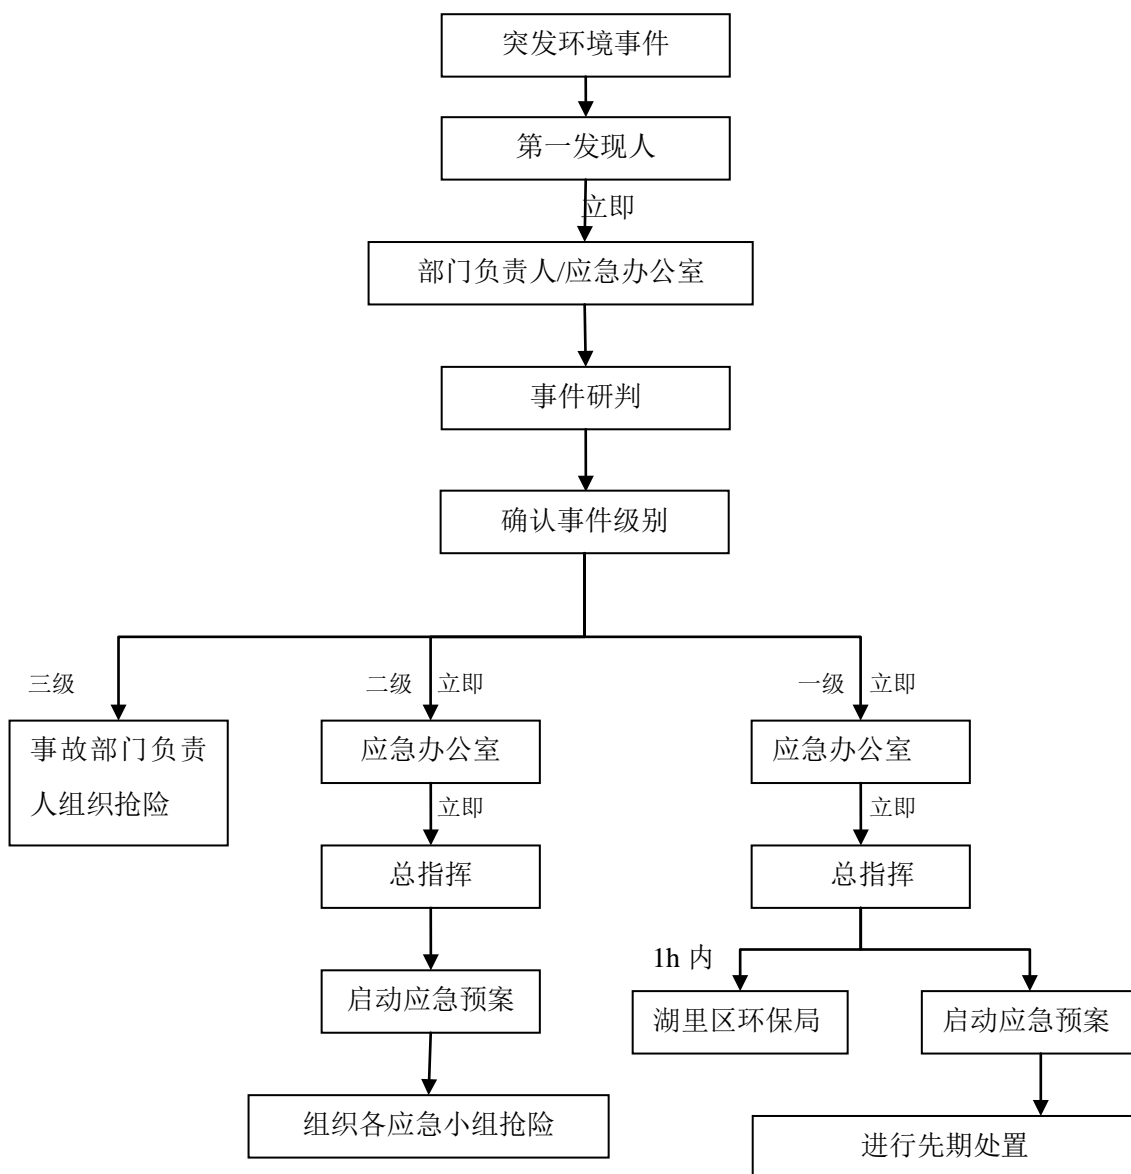 突发环境事件
第一发现人
立即
部门负责人/应急办公室
事件研判
确认事件级别
三级
二级 立即
一级 立即
事故部门负责
人组织抢险
应急办公室
应急办公室
立即
立即
总指挥
总指挥
1h 内
启动应急预案
湖里区环保局
启动应急预案
组织各应急小组抢险
进行先期处置